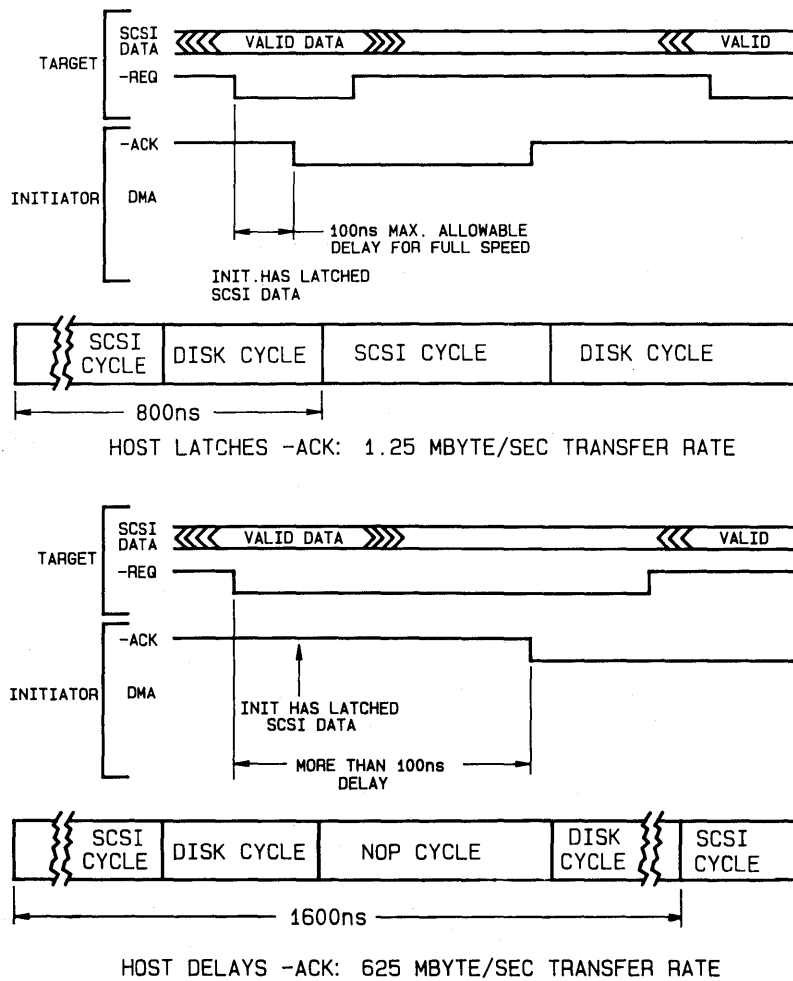 SCSI
DATA
VALID DATA
VALID
TARGET
-REQ
-ACK
INITIATOR
DMA
100ns MAX. ALLOWABLE
DELAY FOR FULL SPEED
INIT.HAS LATCHED
SCSI DATA
SCSI
CYCLE
DISK CYCLE
SCSI CYCLE
DISK CYCLE
800ns
HOST LATCHES -ACK: 1.25 MBYTE/SEC TRANSFER RATE
SCSI
DATA
VALID DATA
VALID
TARGET
-REQ
-ACK
INITIATOR
DMA
INIT HAS LATCHED
SCSI DATA
MORE THAN 100ns
DELAY
SCSI
CYCLE
DISK CYCLE
NOP CYCLE
DISK
CYCLE
SCSI
CYCLE
1600ns
HOST DELAYS -ACK: 625 MBYTE/SEC TRANSFER RATE